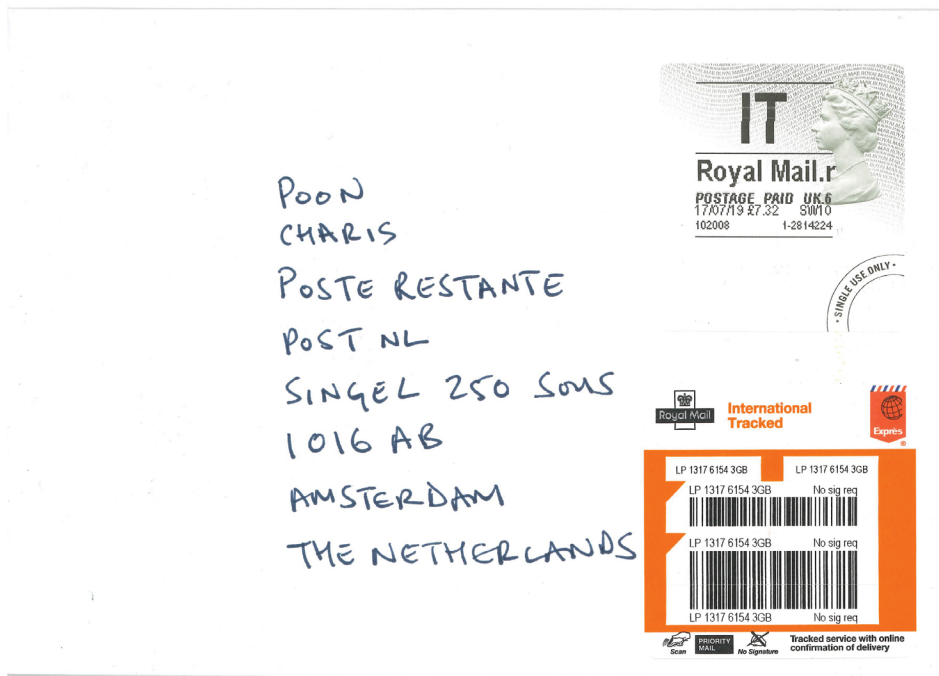 POON
CHARIS
POSTE RESTANTE
POST NL
SINGEL 250 SOUS
1016 AB
AMSTERDAM
THE NETHERLANDS
IT
Royal Mail.r
POSTAGE PAID UK.6
17/07/19 £7.32 SW10
102008 1-2814224
• SINGLE USE ONLY •
Royal Mail
International
Tracked
Exprès
®
LP 1317 6154 3GB LP 1317 6154 3GB
LP 1317 6154 3GB No sig req
LP 1317 6154 3GB No sig req
LP 1317 6154 3GB No sig req
Scan
PRIORITY
MAIL
No Signature
Tracked service with online
confirmation of delivery